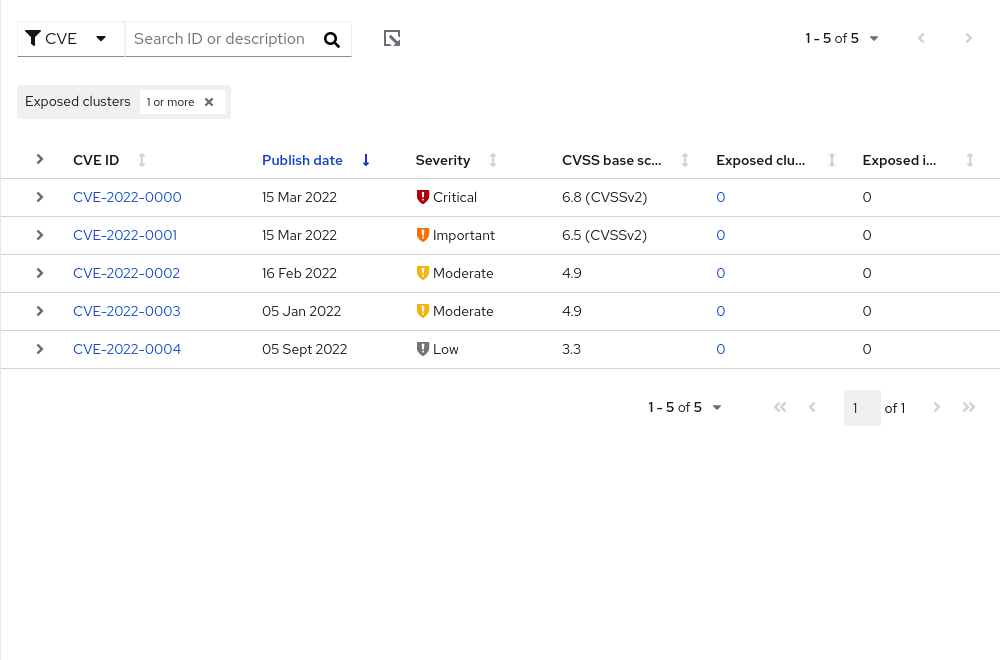 CVE Search ID or description 1 - 5 of 5
Exposed clusters 1 or more
CVE ID Publish date Severity CVSS base sc... Exposed clu... Exposed i...
CVE-2022-0000 15 Mar 2022 Critical 6.8 (CVSSv2) 0 0
CVE-2022-0001 15 Mar 2022 Important 6.5 (CVSSv2) 0 0
CVE-2022-0002 16 Feb 2022 Moderate 4.9 0 0
CVE-2022-0003 05 Jan 2022 Moderate 4.9 0 0
CVE-2022-0004 05 Sept 2022 Low 3.3 0 0
1 - 5 of 5 1 of 1